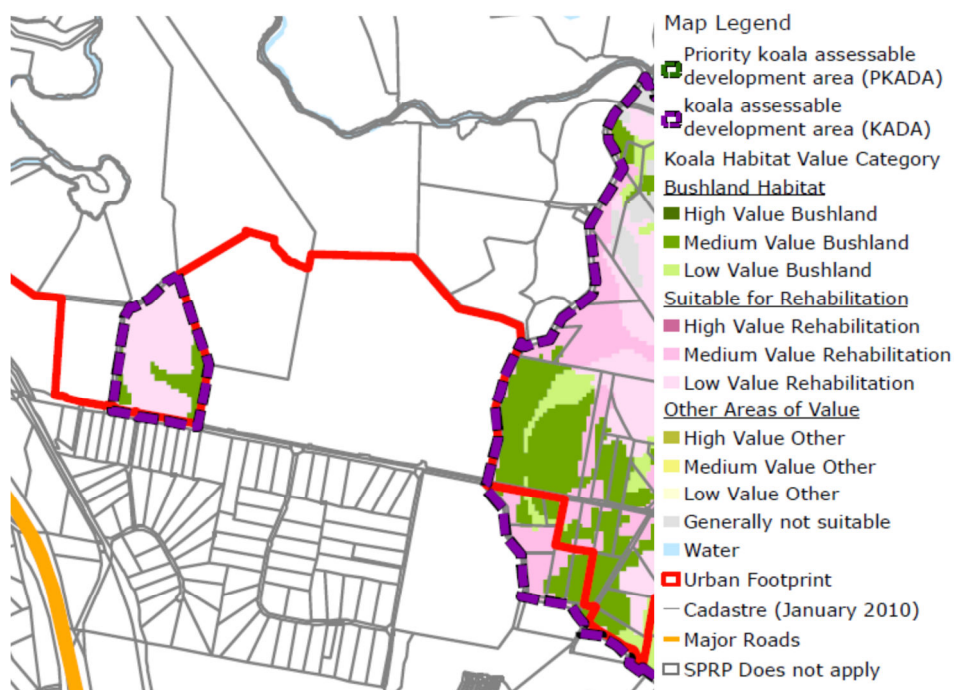 Map Legend
Priority koala assessable
development area (PKADA)
koala assessable
development area (KADA)
Koala Habitat Value Category
Bushland Habitat
High Value Bushland
Medium Value Bushland
Low Value Bushland
Suitable for Rehabilitation
High Value Rehabilitation
Medium Value Rehabilitation
Low Value Rehabilitation
Other Areas of Value
High Value Other
Medium Value Other
Low Value Other
Generally not suitable
Water
Urban Footprint
Cadastre (January 2010)
Major Roads
SPRP Does not apply